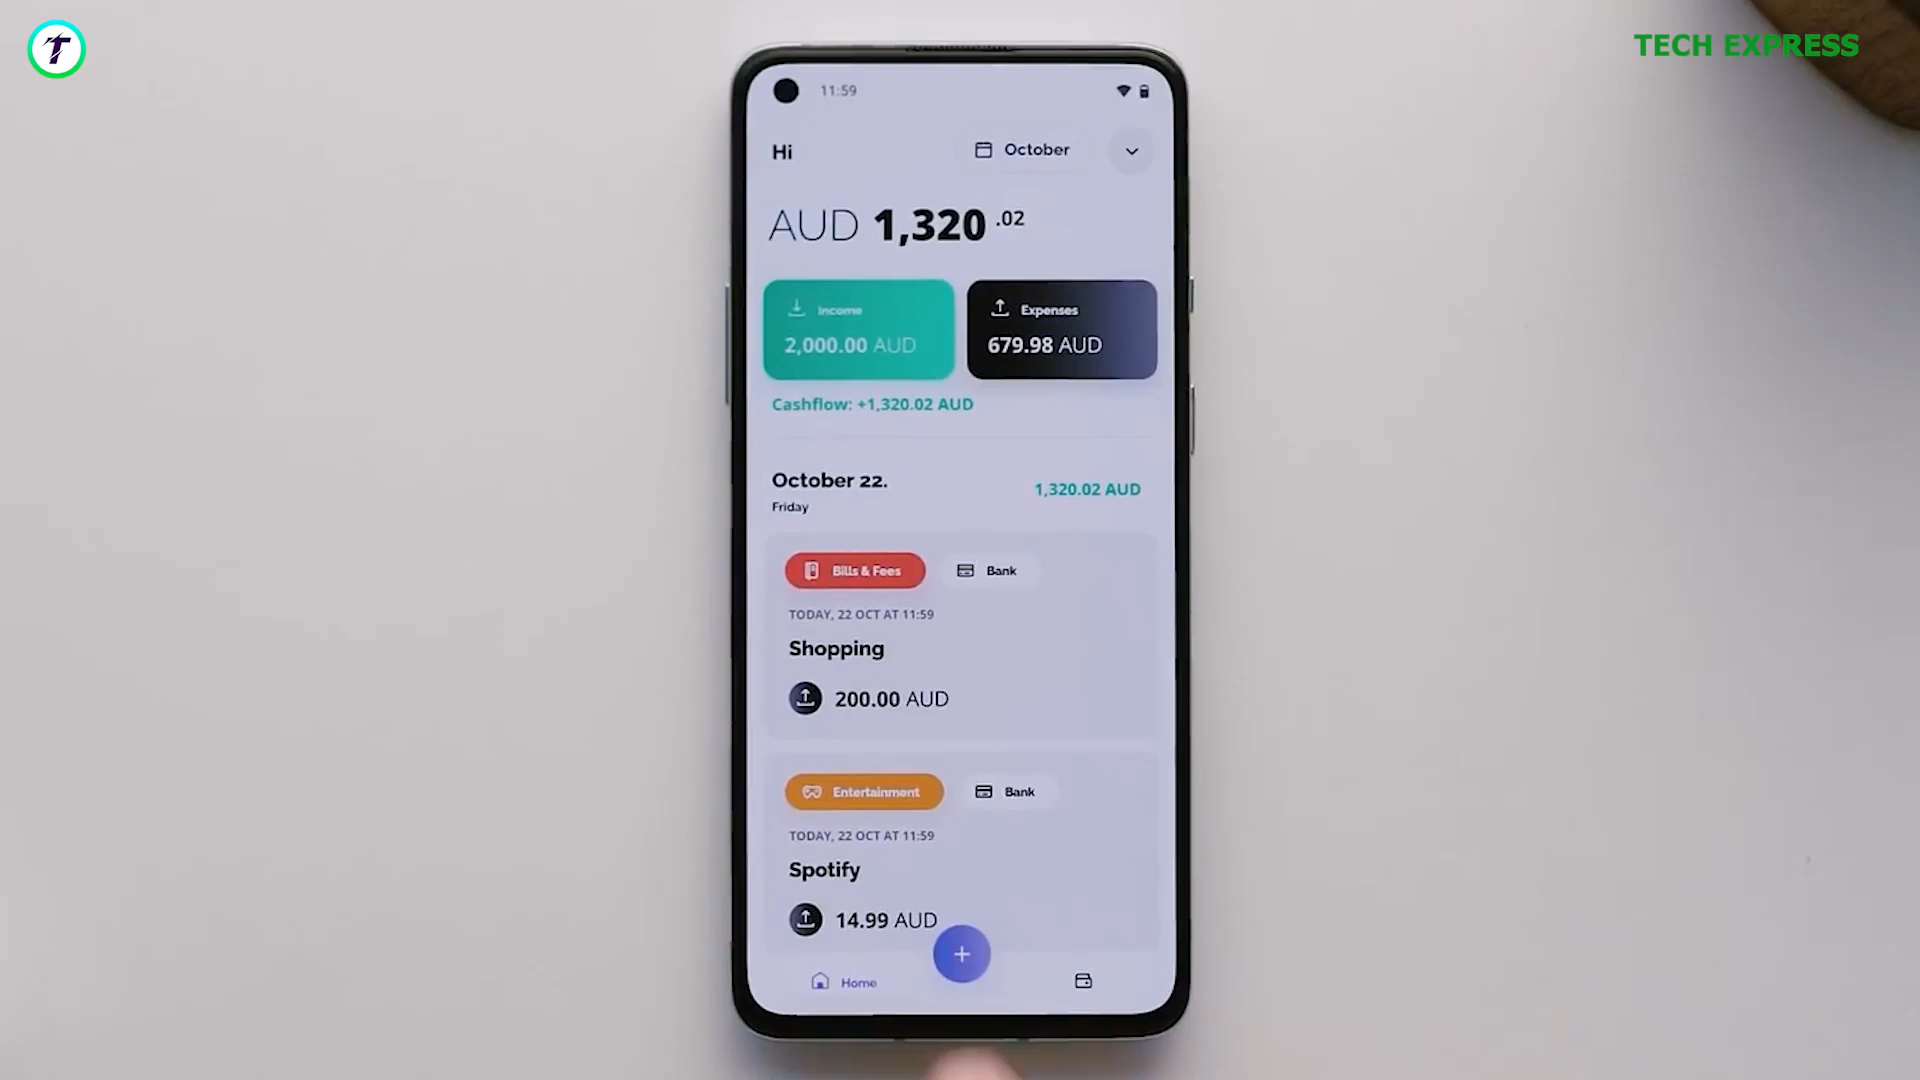 T
TECH EXPRESS
11:59
Hi
October
AUD 1,320 .02
Income
Expenses
2,000.00 AUD
679.98 AUD
Cashflow: +1,320.02 AUD
October 22.
1,320.02 AUD
Friday
Bills & Fees
Bank
TODAY, 22 OCT AT 11:59
Shopping
200.00 AUD
Entertainment
Bank
TODAY, 22 OCT AT 11:59
Spotify
14.99 AUD
+
Home